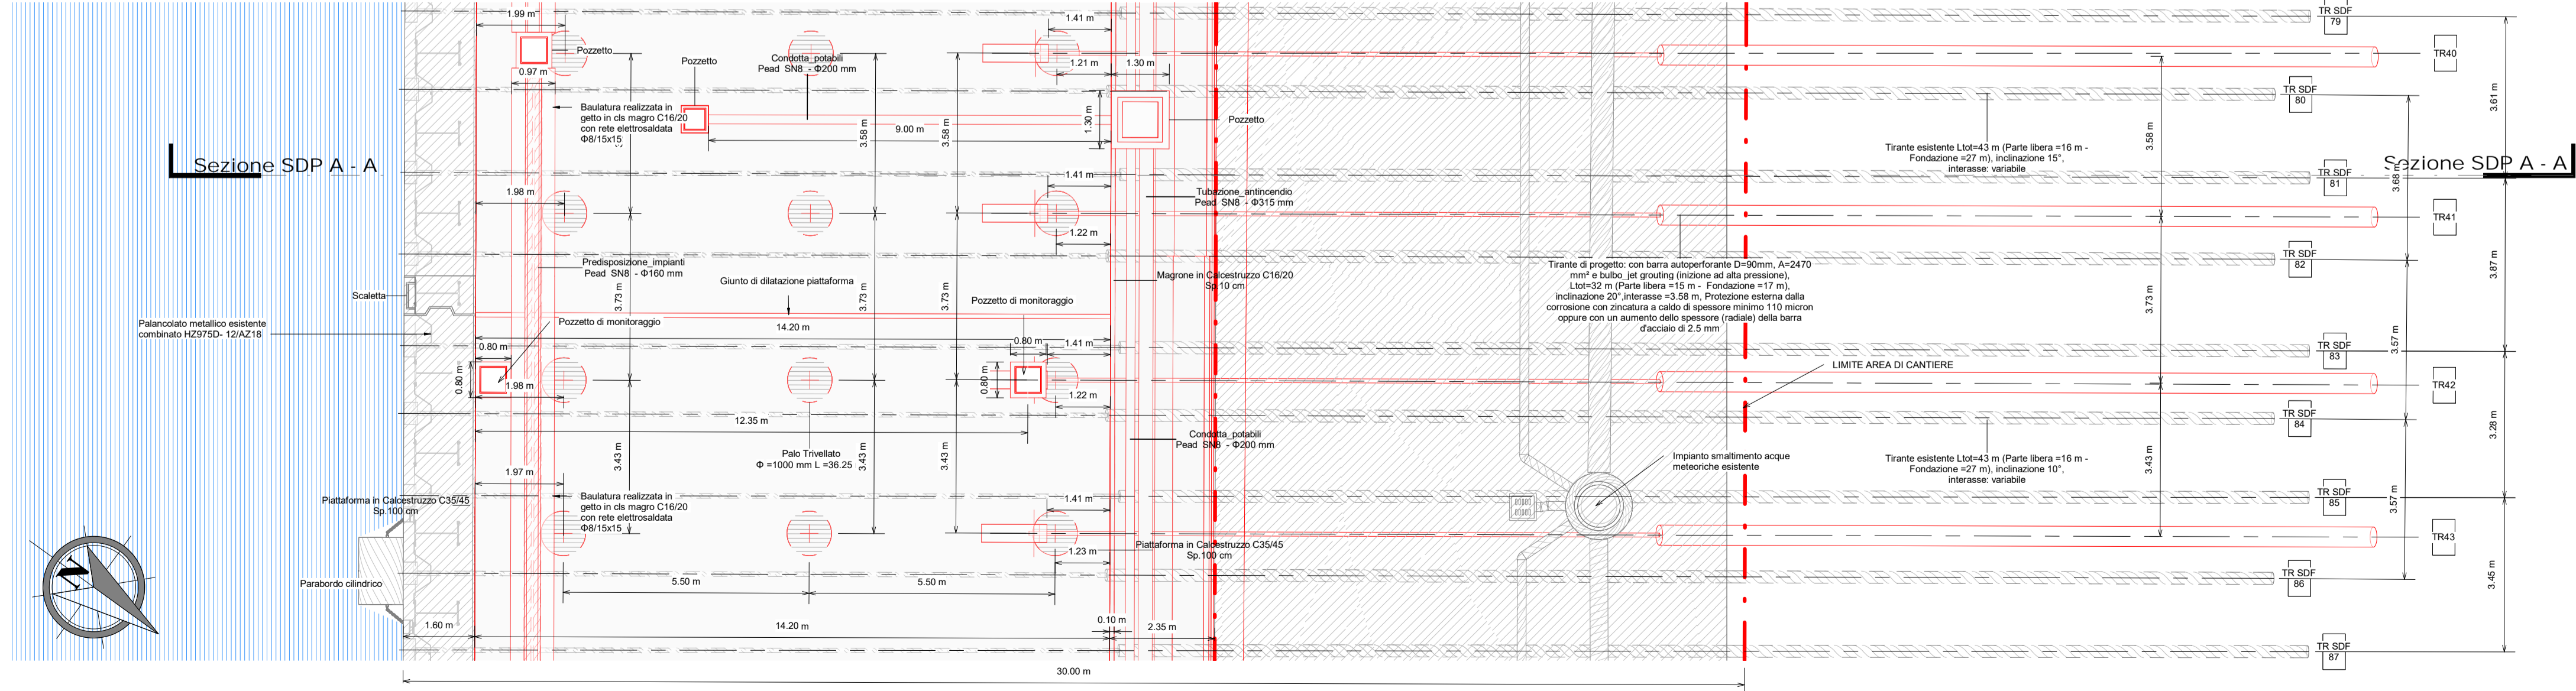 1.99 m
1.41 m
TR SDF
79
Pozzetto
TR40
Pozzetto
Condotta_potabili
Pead SN8 - Φ200 mm
1.21 m
1.30 m
0.97 m
TR SDF
80
3.61 m
Baulatura realizzata in
getto in cls magro C16/20
con rete elettrosaldata
Φ8/15x15
9.00 m
3.58 m
3.58 m
1.30 m
Pozzetto
3.58 m
Sezione SDP A - A
Tirante esistente Ltot=43 m (Parte libera =16 m -
Fondazione =27 m), inclinazione 15°,
interasse: variabile
Sezione SDP A - A
3.68 m
1.98 m
1.41 m
Tubazione_antincendio
Pead SN8 - Φ315 mm
TR SDF
81
TR41
1.22 m
Predisposizione_impianti
Pead SN8 - Φ160 mm
Giunto di dilatazione piattaforma
Magrone in Calcestruzzo C16/20
Sp.10 cm
Tirante di progetto: con barra autoperforante D=90mm, A=2470
mm² e bulbo_jet grouting (inizione ad alta pressione),
Ltot=32 m (Parte libera =15 m - Fondazione =17 m),
inclinazione 20°,interasse =3.58 m, Protezione esterna dalla
corrosione con zincatura a caldo di spessore minimo 110 micron
oppure con un aumento dello spessore (radiale) della barra
d'acciaio di 2.5 mm
TR SDF
82
3.87 m
Scaletta
3.73 m
3.73 m
3.73 m
3.73 m
Pozzetto di monitoraggio
Palancolato metallico esistente
combinato HZ975D- 12/AZ18
Pozzetto di monitoraggio
14.20 m
0.80 m
0.80 m
1.41 m
3.57 m
TR SDF
83
LIMITE AREA DI CANTIERE
0.80 m
1.98 m
0.80 m
TR42
1.22 m
12.35 m
TR SDF
84
3.28 m
Condotta_potabili
Pead SN8 - Φ200 mm
3.43 m
Palo Trivellato
Φ =1000 mm L =36.25
3.43 m
3.43 m
3.43 m
Impianto smaltimento acque
meteoriche esistente
Tirante esistente Ltot=43 m (Parte libera =16 m -
Fondazione =27 m), inclinazione 10°,
interasse: variabile
1.97 m
Piattaforma in Calcestruzzo C35/45
Sp.100 cm
Baulatura realizzata in
getto in cls magro C16/20
con rete elettrosaldata
Φ8/15x15
1.41 m
3.57 m
TR SDF
85
TR43
1.23 m
Piattaforma in Calcestruzzo C35/45
Sp.100 cm
N
Parabordo cilindrico
5.50 m
5.50 m
TR SDF
86
3.45 m
1.60 m
14.20 m
0.10 m
2.35 m
TR SDF
87
30.00 m